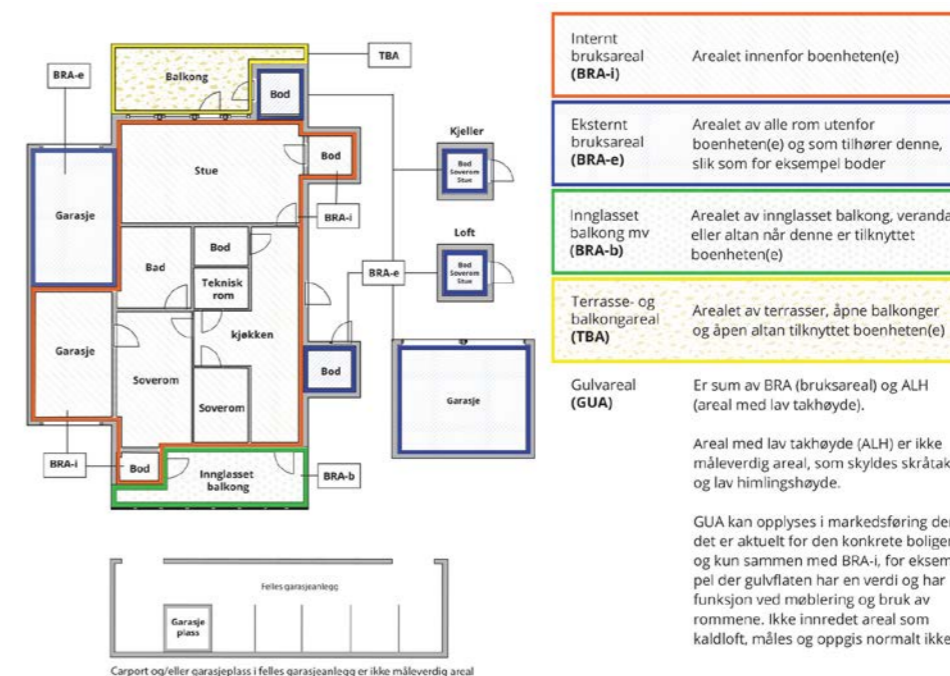 TBA
BRA-e
Balkong
Bod
Kjeller
Bod
Soverom
Stue
Stue
Bod
BRA-i
Garasje
Loft
Bod
Soverom
Stue
Bad
Bod
Teknisk
rom
BRA-e
kjøkken
Garasje
Soverom
Soverom
Bod
Garasje
BRA-i
Bod
Innglasset
balkong
BRA-b
Felles garasjeanlegg
Garasje
plass
Carport og/eller garasjeplass i felles garasjeanlegg er ikke måleverdig areal
Internt
bruksareal
(BRA-i)
Arealet innenfor boenheten(e)
Eksternt
bruksareal
(BRA-e)
Arealet av alle rom utenfor
boenheten(e) og som tilhører denne,
slik som for eksempel boder
Innglasset
balkong mv
(BRA-b)
Arealet av innglasset balkong, veranda
eller altan når denne er tilknyttet
boenheten(e)
Terrasse- og
balkongareal
(TBA)
Arealet av terrasser, åpne balkonger
og åpen altan tilknyttet boenheten(e)
Gulvareal
(GUA)
Er sum av BRA (bruksareal) og ALH
(areal med lav takhøyde).
Areal med lav takhøyde (ALH) er ikke
måleverdig areal, som skyldes skråtak
og lav himlingshøyde.
GUA kan opplyses i markedsføring der
det er aktuelt for den konkrete boligen
og kun sammen med BRA-i, for eksem
pel der gulvflaten har en verdi og har
funksjon ved møblering og bruk av
rommene. Ikke innredet areal som
kaldloft, måles og oppgis normalt ikke